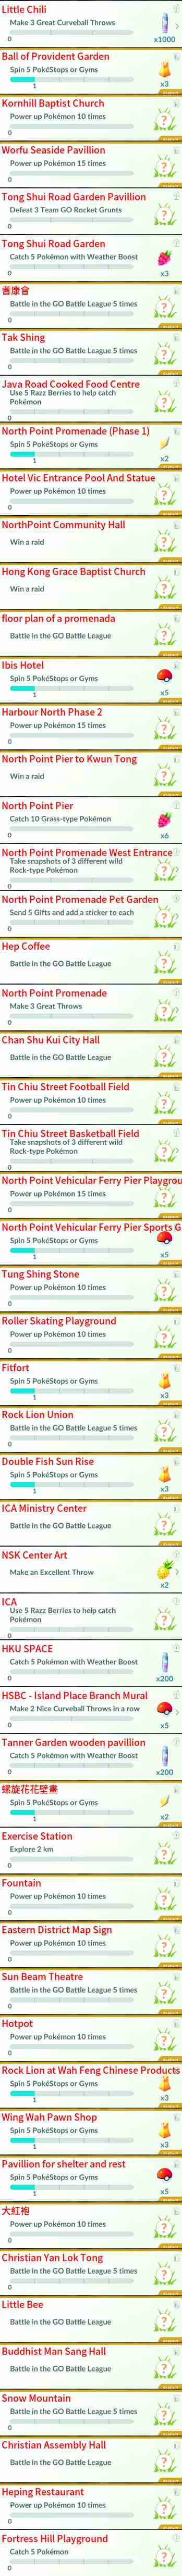 Little Chili
Make 3 Great Curveball Throws
0
x1000
Ball of Provident Garden
Spin 5 PokéStops or Gyms
1
x3
Kornhill Baptist Church
Power up Pokémon 10 times
0
?
Worfu Seaside Pavillion
Power up Pokémon 15 times
0
?
Tong Shui Road Garden Pavillion
Defeat 3 Team GO Rocket Grunts
0
?
Tong Shui Road Garden
Catch 5 Pokémon with Weather Boost
0
x3
耆康會
Battle in the GO Battle League 5 times
0
?
Tak Shing
Battle in the GO Battle League 5 times
0
?
Java Road Cooked Food Centre
Use 5 Razz Berries to help catch
Pokémon
0
?
North Point Promenade (Phase 1)
Spin 5 PokéStops or Gyms
1
x2
Hotel Vic Entrance Pool And Statue
Power up Pokémon 10 times
0
?
NorthPoint Community Hall
Win a raid
?
Hong Kong Grace Baptist Church
Win a raid
?
floor plan of a promenada
Battle in the GO Battle League
?
Ibis Hotel
Spin 5 PokéStops or Gyms
1
x5
Harbour North Phase 2
Power up Pokémon 15 times
0
?
North Point Pier to Kwun Tong
Win a raid
?
North Point Pier
Catch 10 Grass-type Pokémon
0
x6
North Point Promenade West Entrance
Take snapshots of 3 different wild
Rock-type Pokémon
0
?
North Point Promenade Pet Garden
Send 5 Gifts and add a sticker to each
0
?
Hep Coffee
Battle in the GO Battle League
?
North Point Promenade
Make 3 Great Throws
0
?
Chan Shu Kui City Hall
Battle in the GO Battle League
?
Tin Chiu Street Football Field
Power up Pokémon 10 times
0
?
Tin Chiu Street Basketball Field
Take snapshots of 3 different wild
Rock-type Pokémon
0
?
North Point Vehicular Ferry Pier Playgrou
Power up Pokémon 15 times
0
?
North Point Vehicular Ferry Pier Sports G
Spin 5 PokéStops or Gyms
1
x5
Tung Shing Stone
Power up Pokémon 10 times
0
?
Roller Skating Playground
Power up Pokémon 10 times
0
?
Fitfort
Spin 5 PokéStops or Gyms
1
x3
Rock Lion Union
Battle in the GO Battle League 5 times
0
?
Double Fish Sun Rise
Spin 5 PokéStops or Gyms
1
x3
ICA Ministry Center
Battle in the GO Battle League
?
NSK Center Art
Make an Excellent Throw
x2
ICA
Use 5 Razz Berries to help catch
Pokémon
0
?
HKU SPACE
Catch 5 Pokémon with Weather Boost
0
x200
HSBC - Island Place Branch Mural
Make 2 Nice Curveball Throws in a row
0
x5
Tanner Garden wooden pavillion
Catch 5 Pokémon with Weather Boost
0
x200
螺旋花花壁畫
Spin 5 PokéStops or Gyms
1
x2
Exercise Station
Explore 2 km
0
?
Fountain
Power up Pokémon 10 times
0
?
Eastern District Map Sign
Power up Pokémon 10 times
0
?
Sun Beam Theatre
Battle in the GO Battle League 5 times
0
?
Hotpot
Power up Pokémon 10 times
0
?
Rock Lion at Wah Feng Chinese Products
Spin 5 PokéStops or Gyms
1
x3
Wing Wah Pawn Shop
Spin 5 PokéStops or Gyms
1
x3
Pavillion for shelter and rest
Spin 5 PokéStops or Gyms
1
x5
大紅袍
Power up Pokémon 10 times
0
?
Christian Yan Lok Tong
Battle in the GO Battle League 5 times
0
?
Little Bee
Battle in the GO Battle League
?
Buddhist Man Sang Hall
Battle in the GO Battle League
?
Snow Mountain
Battle in the GO Battle League 5 times
0
?
Christian Assembly Hall
Battle in the GO Battle League
?
Heping Restaurant
Power up Pokémon 10 times
0
?
Fortress Hill Playground
Catch 5 Pokémon
0
?